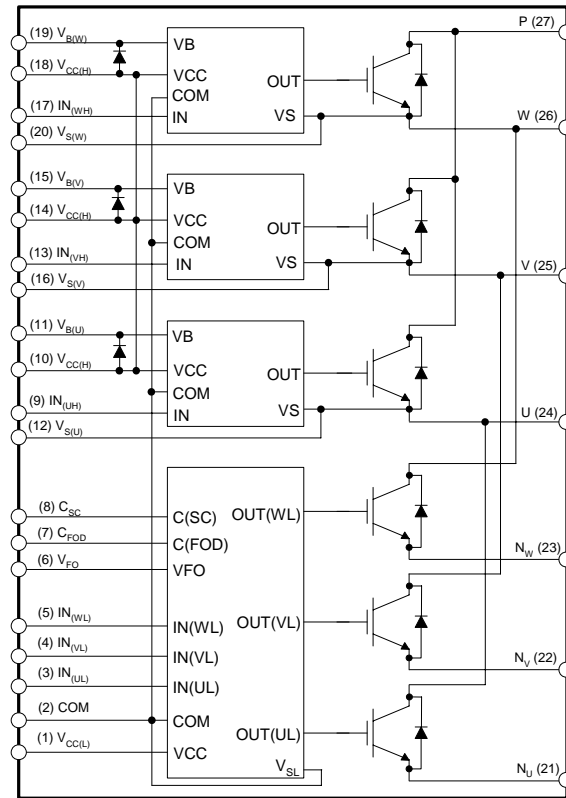 (19) VB(W)
VB
P (27)
(18) VCC(H)
VCC
OUT
COM
(17) IN(WH)
IN
VS
W (26)
(20) VS(W)
(15) VB(V)
VB
(14) VCC(H)
VCC
OUT
COM
(13) IN(VH)
IN
VS
V (25)
(16) VS(V)
(11) VB(U)
VB
(10) VCC(H)
VCC
OUT
COM
(9) IN(UH)
IN
VS
U (24)
(12) VS(U)
(8) CSC
C(SC)
OUT(WL)
(7) CFOD
C(FOD)
NW (23)
(6) VFO
VFO
(5) IN(WL)
IN(WL)
OUT(VL)
(4) IN(VL)
IN(VL)
NV (22)
(3) IN(UL)
IN(UL)
(2) COM
COM
OUT(UL)
(1) VCC(L)
VCC
VSL
NU (21)